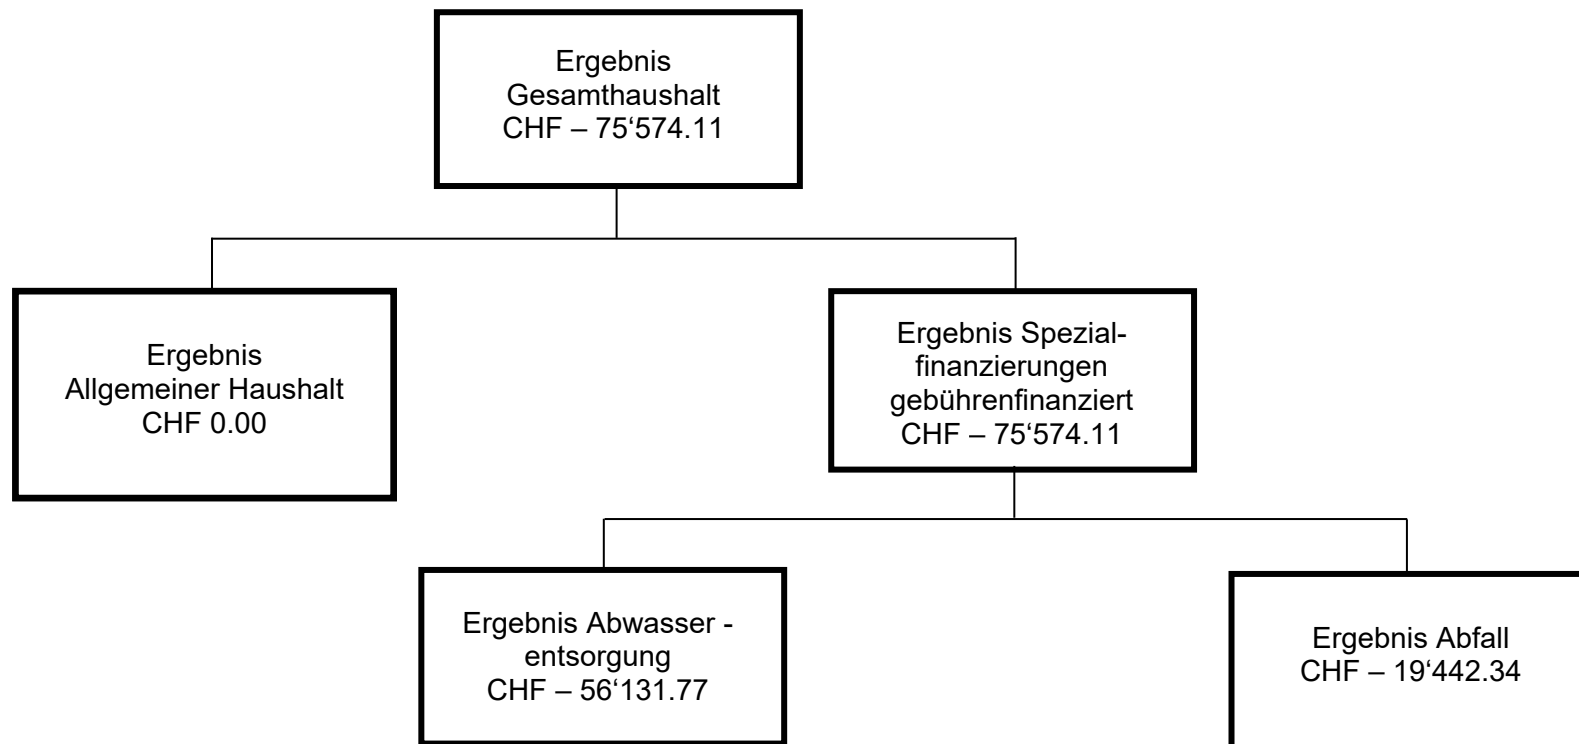 Ergebnis
Gesamthaushalt
CHF – 75‘574.11
Ergebnis
Allgemeiner Haushalt
CHF 0.00
Ergebnis Spezial-
finanzierungen
gebührenfinanziert
CHF – 75‘574.11
Ergebnis Abwasser -
entsorgung
CHF – 56‘131.77
Ergebnis Abfall
CHF – 19‘442.34